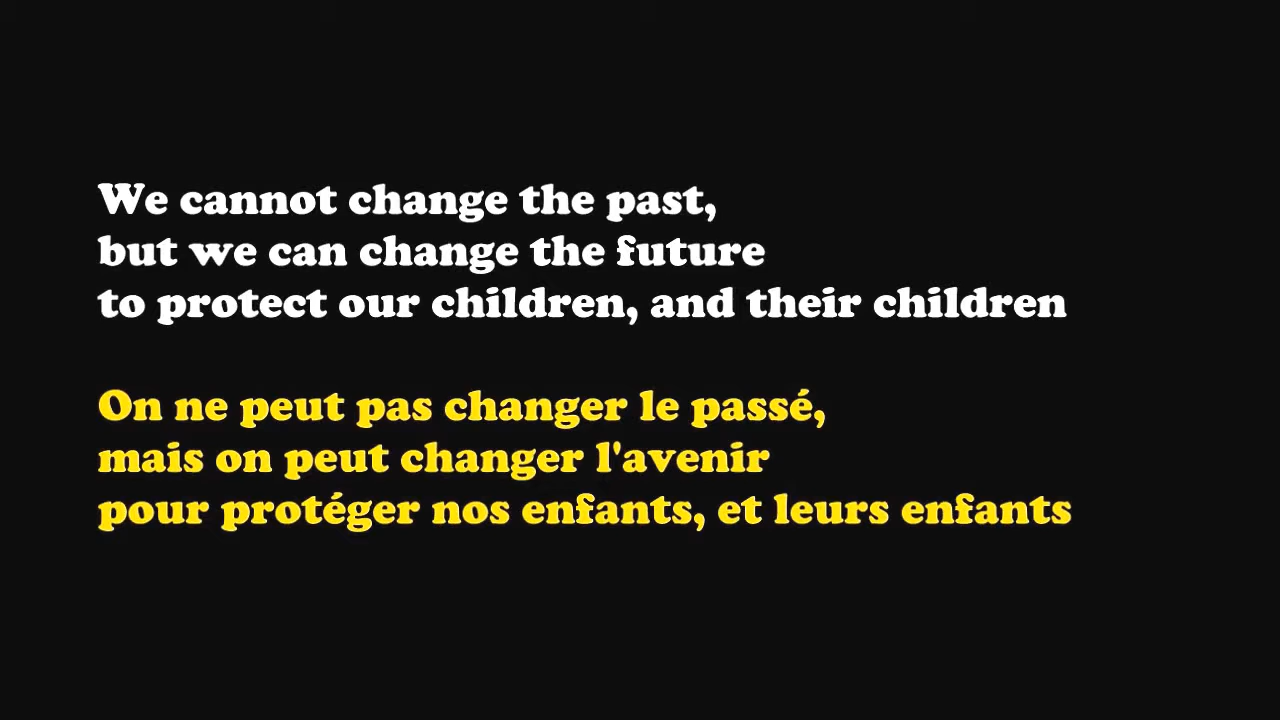 We cannot change the past,
but we can change the future
to protect our children, and their children
On ne peut pas changer le passé,
mais on peut changer l'avenir
pour protéger nos enfants, et leurs enfants